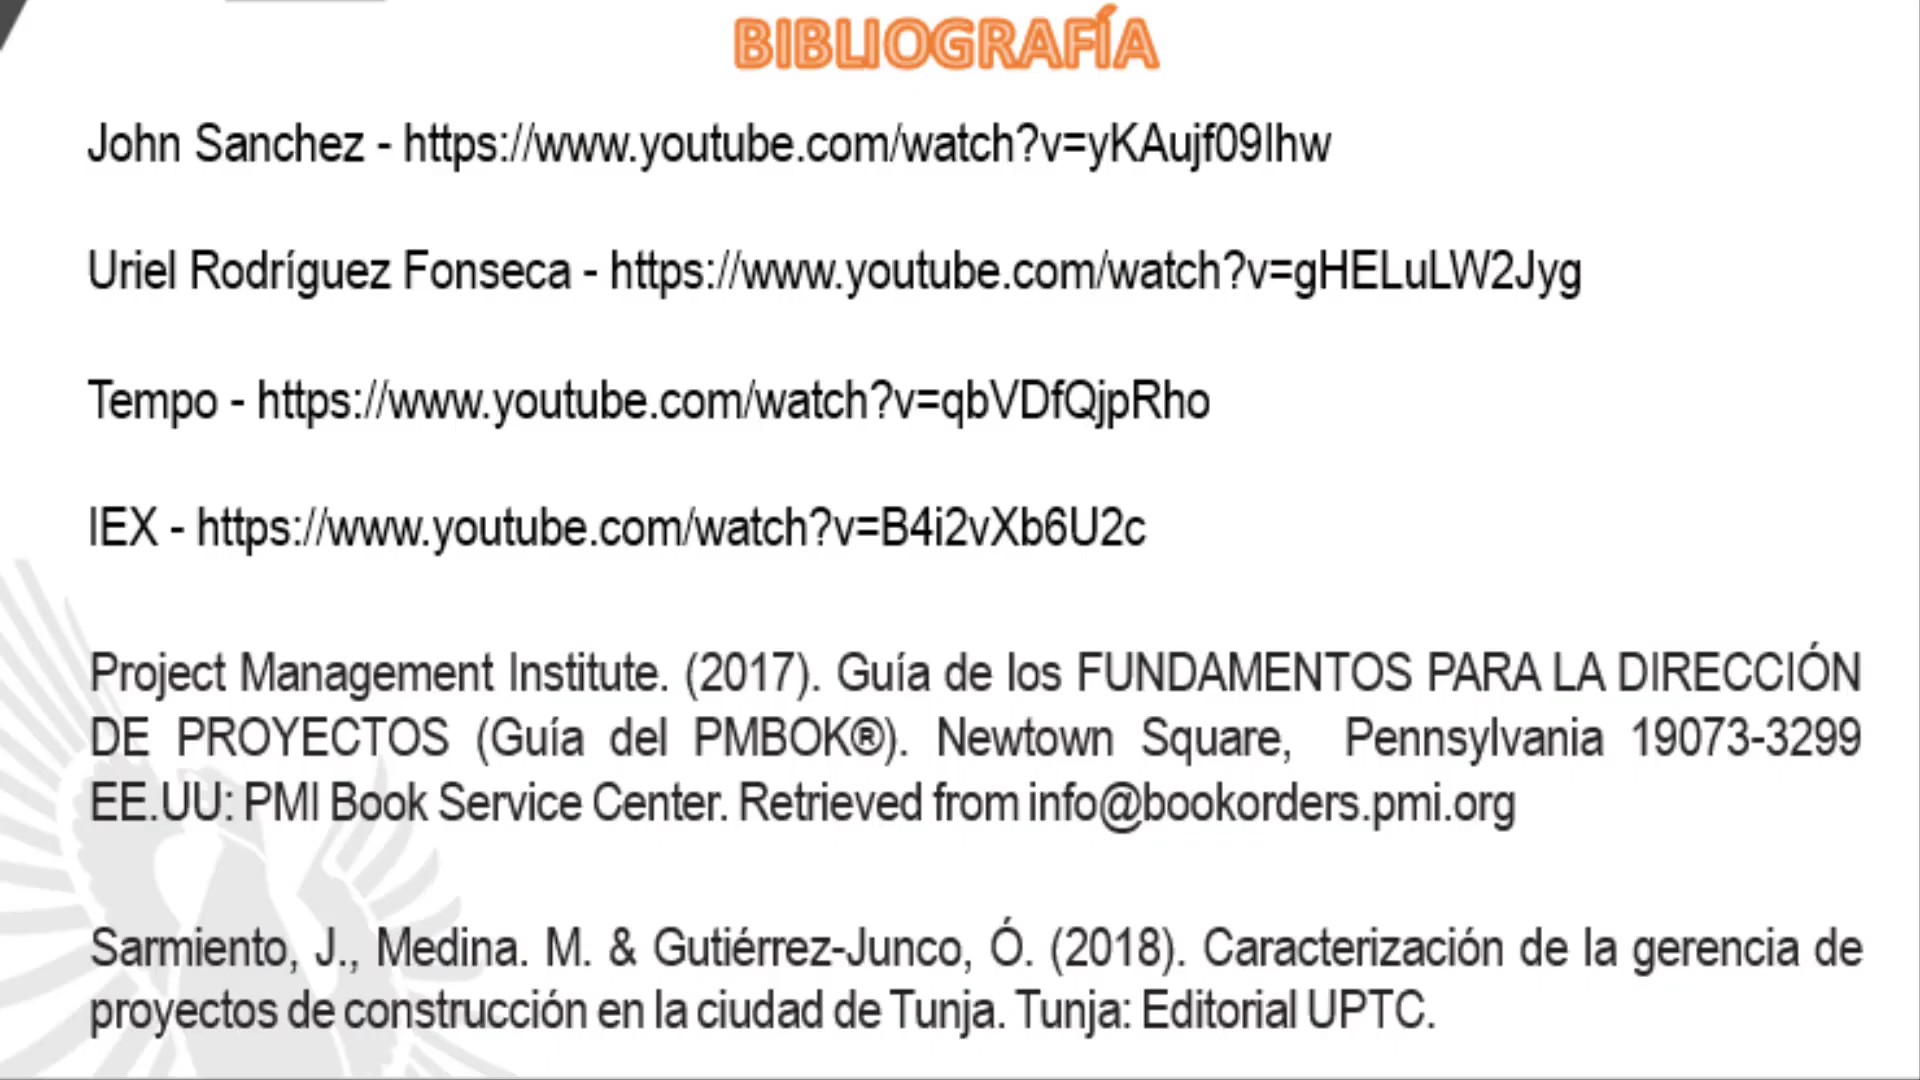 BIBLIOGRAFÍA
John Sanchez - https://www.youtube.com/watch?v=yKAujf09Ihw
Uriel Rodríguez Fonseca - https://www.youtube.com/watch?v=gHELuLW2Jyg
Tempo - https://www.youtube.com/watch?v=qbVDfQjpRho
IEX - https://www.youtube.com/watch?v=B4i2vXb6U2c
Project Management Institute. (2017). Guía de los FUNDAMENTOS PARA LA DIRECCIÓN
DE PROYECTOS (Guía del PMBOK®). Newtown Square, Pennsylvania 19073-3299
EE.UU: PMI Book Service Center. Retrieved from info@bookorders.pmi.org
Sarmiento, J., Medina. M. & Gutiérrez-Junco, Ó. (2018). Caracterización de la gerencia de
proyectos de construcción en la ciudad de Tunja. Tunja: Editorial UPTC.